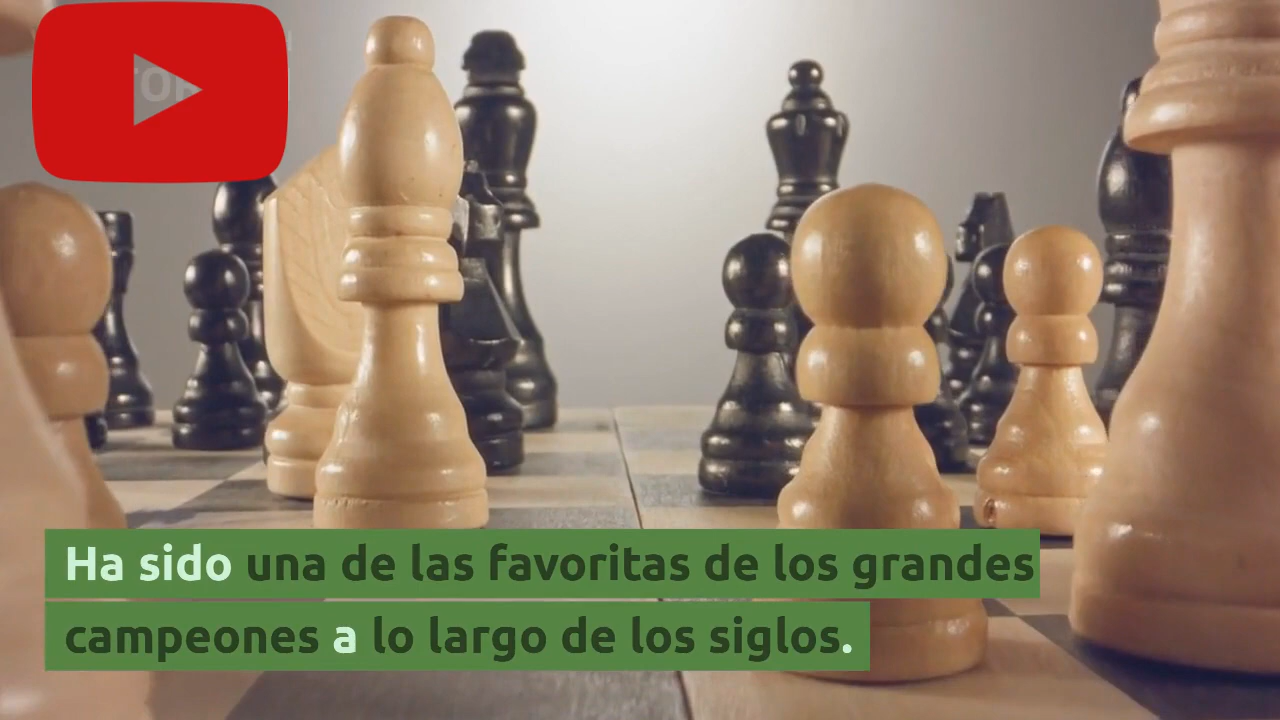 Ha sido una de las favoritas de los grandes
campeones a lo largo de los siglos.